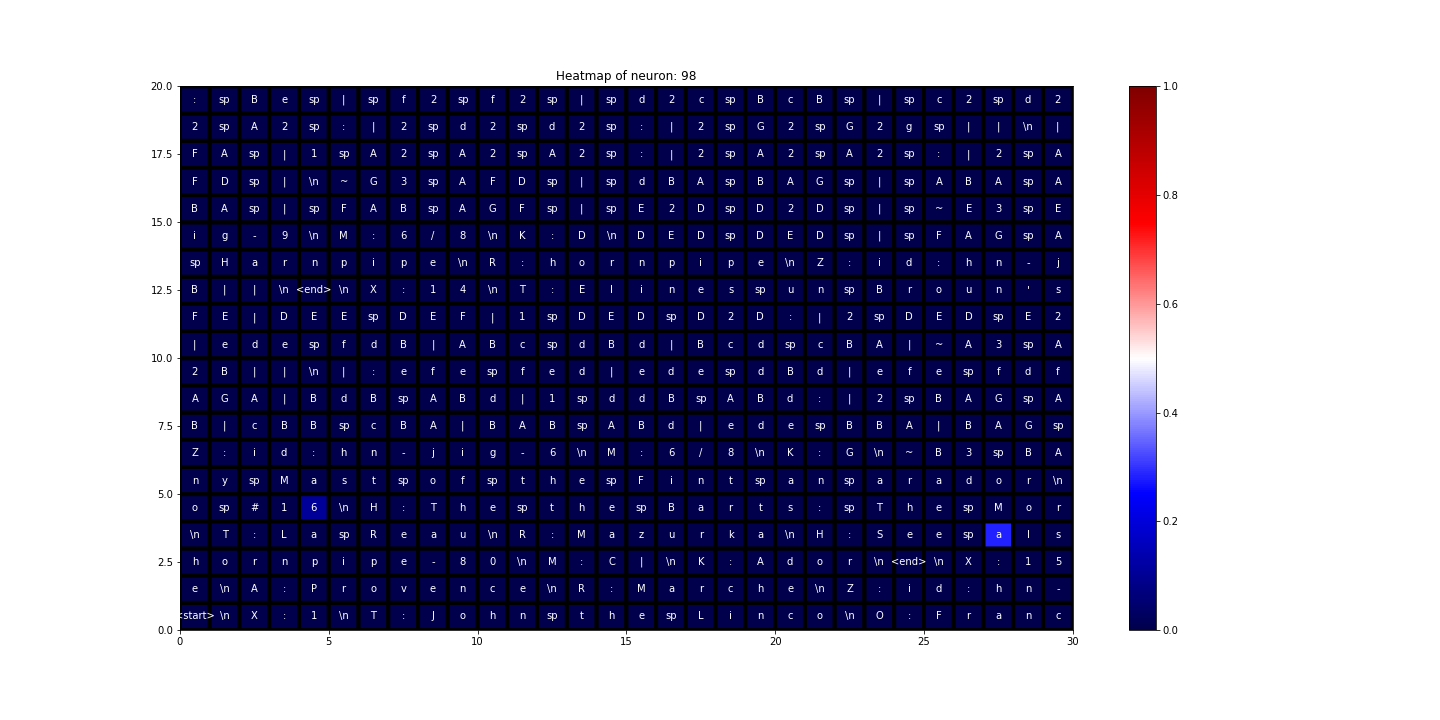 Heatmap of neuron: 98
20.0 : sp B e sp | sp f 2 sp f 2 sp | sp d 2 c sp B c B sp | sp c 2 sp d 2 1.0
2 sp A 2 sp : | 2 sp d 2 sp d 2 sp : | 2 sp G 2 sp G 2 g sp | | \n |
17.5 F A sp | 1 sp A 2 sp A 2 sp A 2 sp : | 2 sp A 2 sp A 2 sp : | 2 sp A
F D sp | \n ~ G 3 sp A F D sp | sp d B A sp B A G sp | sp A B A sp A 0.8
15.0 B A sp | sp F A B sp A G F sp | sp E 2 D sp D 2 D sp | sp ~ E 3 sp E
i g - 9 \n M : 6 / 8 \n K : D \n D E D sp D E D sp | sp F A G sp A
sp H a r n p i p e \n R : h o r n p i p e \n Z : i d : h n - j 0.6
12.5 B | | \n <end> \n X : 1 4 \n T : E l i n e s sp u n sp B r o u n ' s
F E | D E E sp D E F | 1 sp D E D sp D 2 D : | 2 sp D E D sp E 2
10.0 | e d e sp f d B | A B c sp d B d | B c d sp c B A | ~ A 3 sp A
2 B | | \n | : e f e sp f e d | e d e sp d B d | e f e sp f d f 0.4
A G A | B d B sp A B d | 1 sp d d B sp A B d : | 2 sp B A G sp A
7.5 B | c B B sp c B A | B A B sp A B d | e d e sp B B A | B A G sp
Z : i d : h n - j i g - 6 \n M : 6 / 8 \n K : G \n ~ B 3 sp B A
n y sp M a s t sp o f sp t h e sp F i n t sp a n sp a r a d o r \n
5.0 o sp # 1 6 \n H : T h e sp t h e sp B a r t s : sp T h e sp M o r 0.2
\n T : L a sp R e a u \n R : M a z u r k a \n H : S e e sp a l s
2.5 h o r n p i p e - 8 0 \n M : C | \n K : A d o r \n <end> \n X : 1 5
e \n A : P r o v e n c e \n R : M a r c h e \n Z : i d : h n -
0.0 <start> \n X : 1 \n T : J o h n sp t h e sp L i n c o \n O : F r a n c 0.0
0 5 10 15 20 25 30